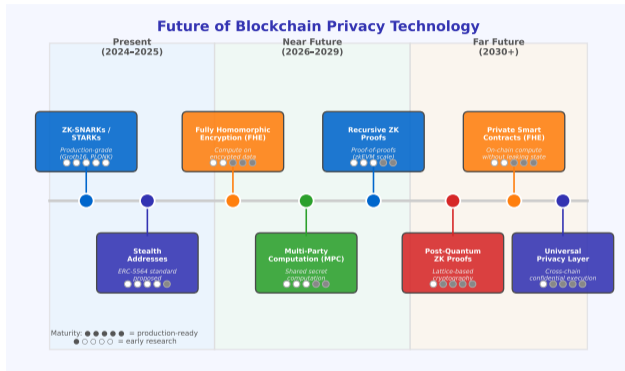 Future of Blockchain Privacy Technology
Present
(2024–2025)
Near Future
(2026–2029)
Far Future
(2030+)
ZK-SNARKs /
STARKs
Production-grade
(Groth16, PLONK)
Fully Homomorphic
Encryption (FHE)
Compute on
encrypted data
Recursive ZK
Proofs
Proof-of-proofs
(zkEVM scale)
Private Smart
Contracts (FHE)
On-chain compute
without leaking state
Stealth
Addresses
ERC-5564 standard
proposed
Multi-Party
Computation (MPC)
Shared secret
computation
Post-Quantum
ZK Proofs
Lattice-based
cryptography
Universal
Privacy Layer
Cross-chain
confidential execution
Maturity: ●●●●● = production-ready
●○○○○ = early research